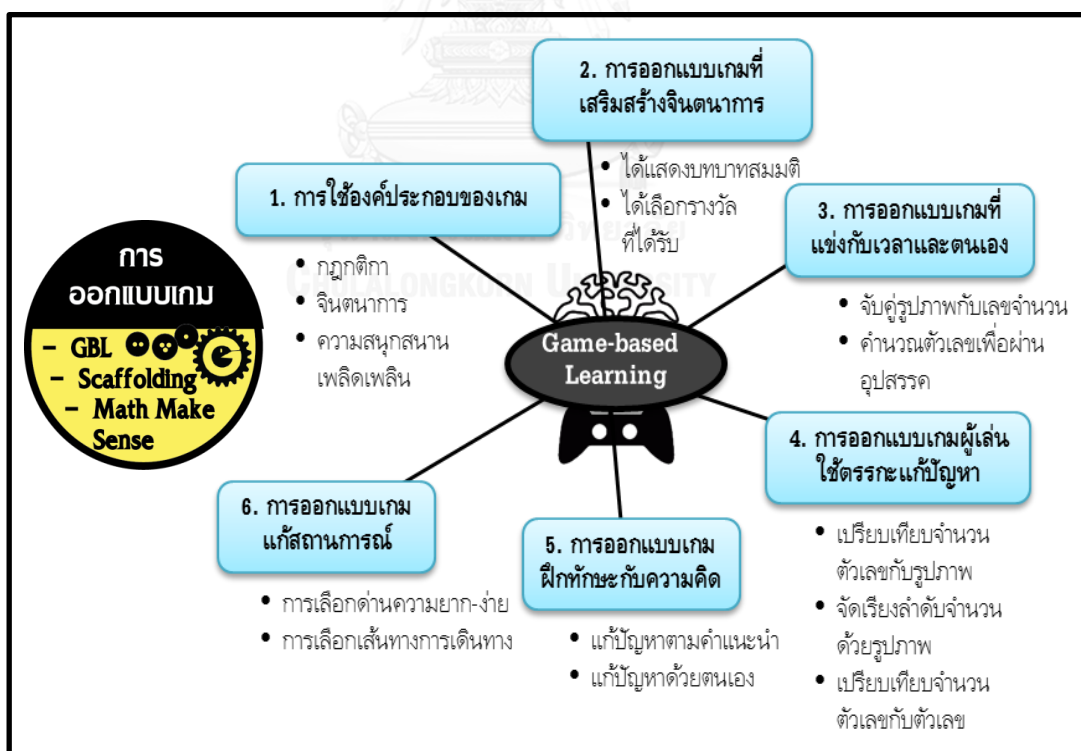 การ
ออกแบบเกม
- GBL
- Scaffolding
- Math Make
Sense
Game-based
Learning
1. การใช้องค์ประกอบของเกม
• กฎกติกา
• จินตนาการ
• ความสนุกสนาน
เพลิดเพลิน
2. การออกแบบเกมที่
เสริมสร้างจินตนาการ
• ได้แสดงบทบาทสมมติ
• ได้เลือกรางวัล
ที่ได้รับ
3. การออกแบบเกมที่
แข่งกับเวลาและตนเอง
• จับคู่รูปภาพกับเลขจำนวน
• คำนวณตัวเลขเพื่อผ่าน
อุปสรรค
4. การออกแบบเกมผู้เล่น
ใช้ตรรกะแก้ปัญหา
• เปรียบเทียบจำนวน
ตัวเลขกับรูปภาพ
• จัดเรียงลำดับจำนวน
ด้วยรูปภาพ
• เปรียบเทียบจำนวน
ตัวเลขกับตัวเลข
5. การออกแบบเกม
ฝึกทักษะกับความคิด
• แก้ปัญหาตามคำแนะนำ
• แก้ปัญหาด้วยตนเอง
6. การออกแบบเกม
แก้สถานการณ์
• การเลือกด่านความยาก-ง่าย
• การเลือกเส้นทางการเดินทาง
CHULALONGKORN UNIVERSITY